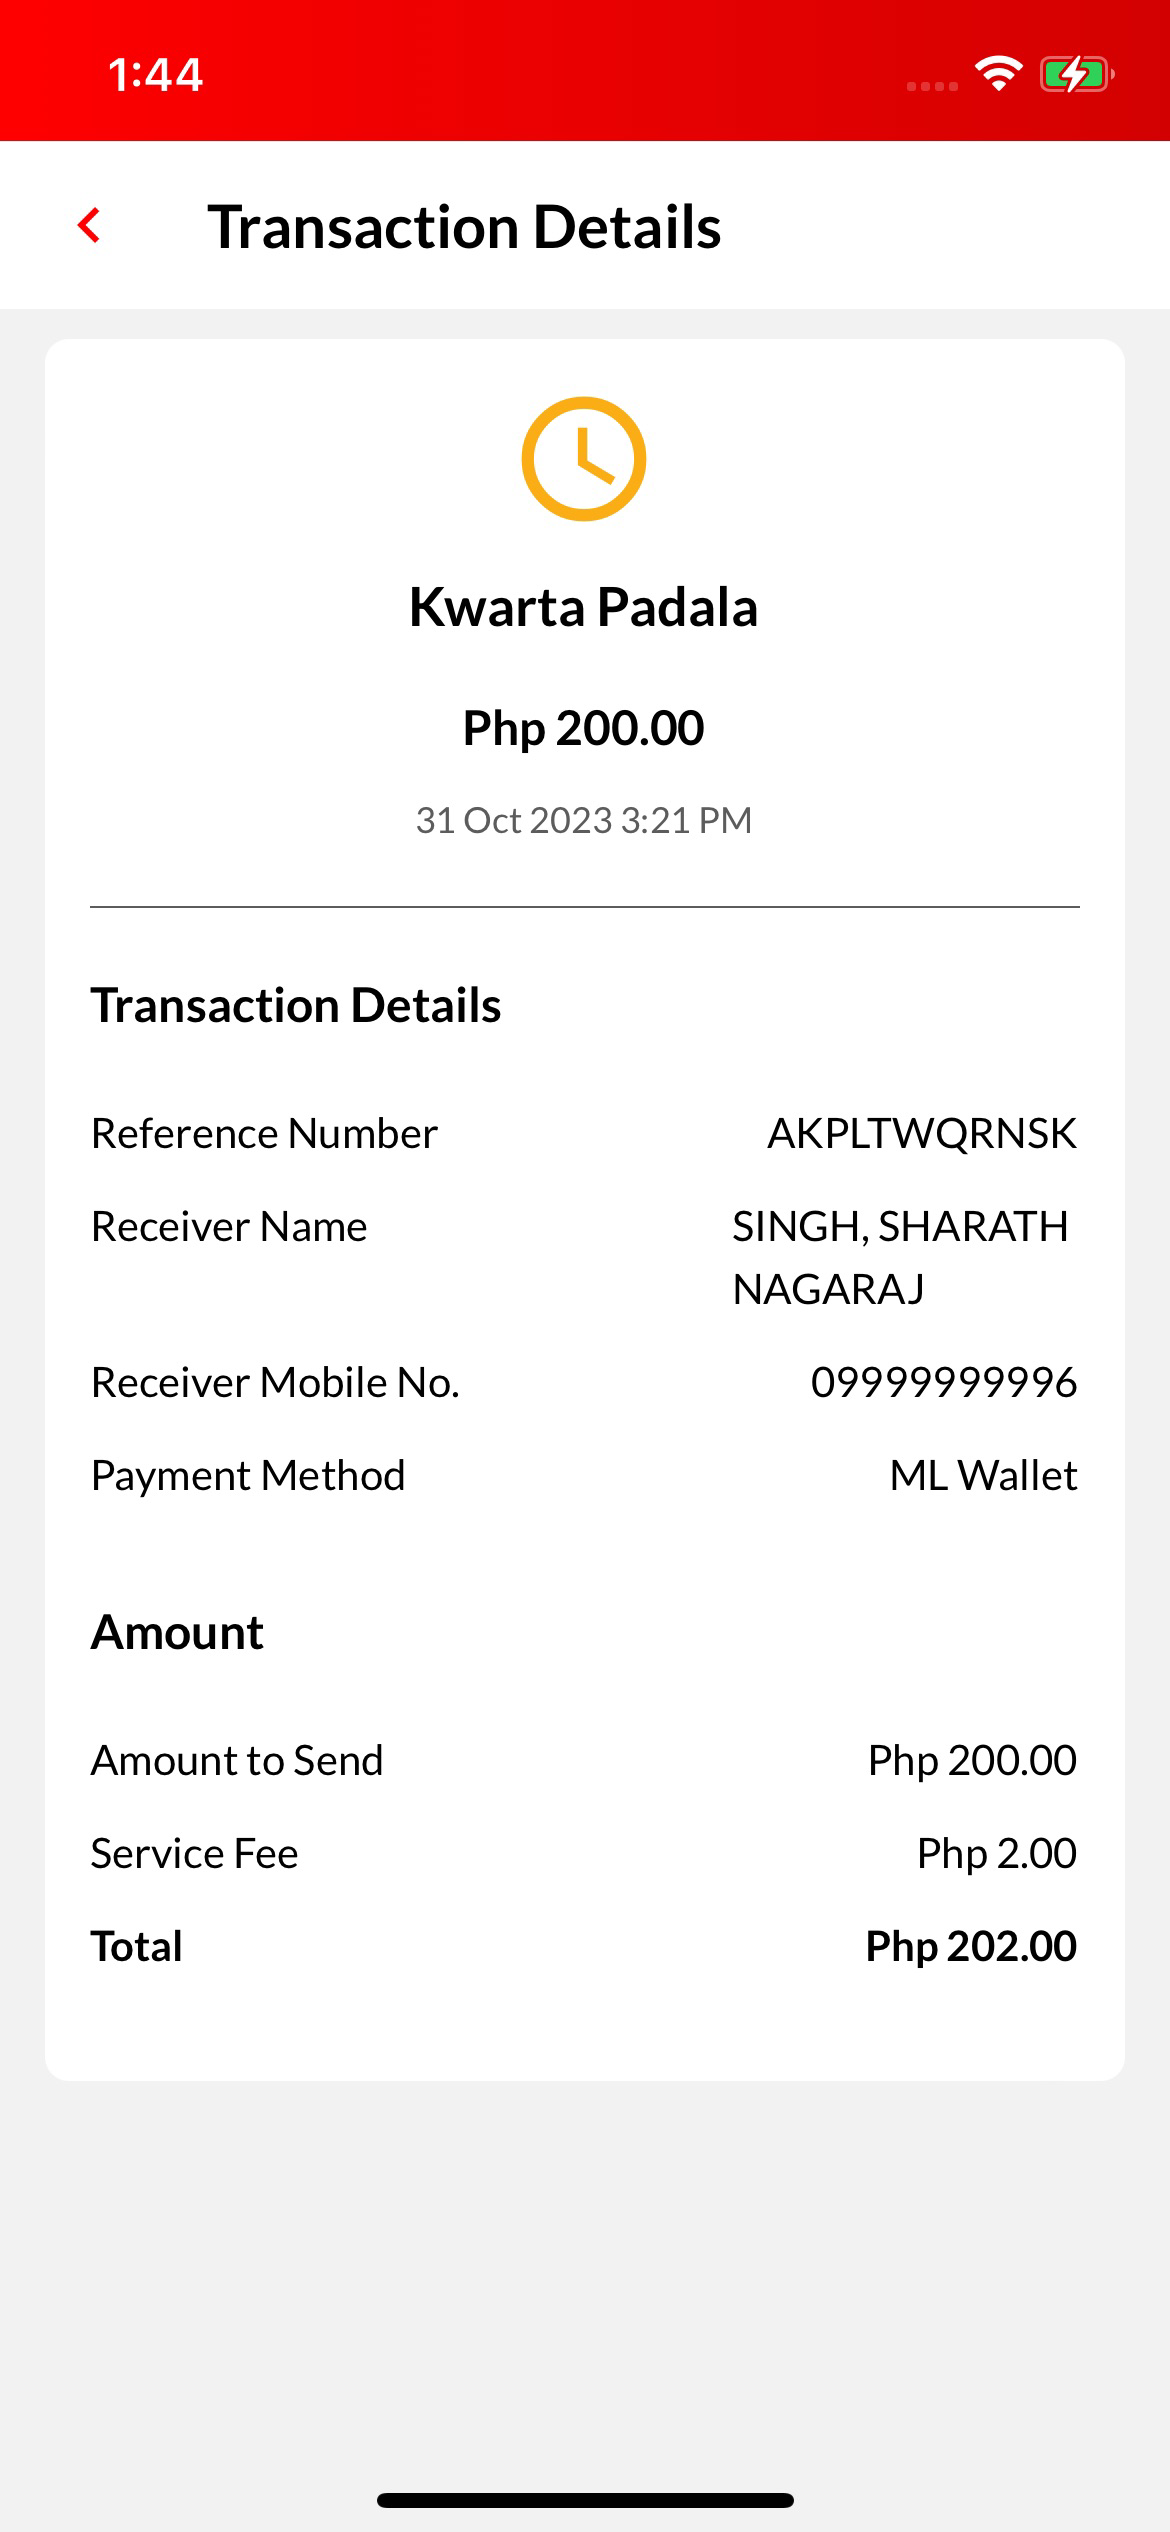 1:44
Transaction Details
Kwarta Padala
Php 200.00
31 Oct 2023 3:21 PM
Transaction Details
Reference Number AKPLTWQRNSK
Receiver Name SINGH, SHARATH
NAGARAJ
Receiver Mobile No. 09999999996
Payment Method ML Wallet
Amount
Amount to Send Php 200.00
Service Fee Php 2.00
Total Php 202.00